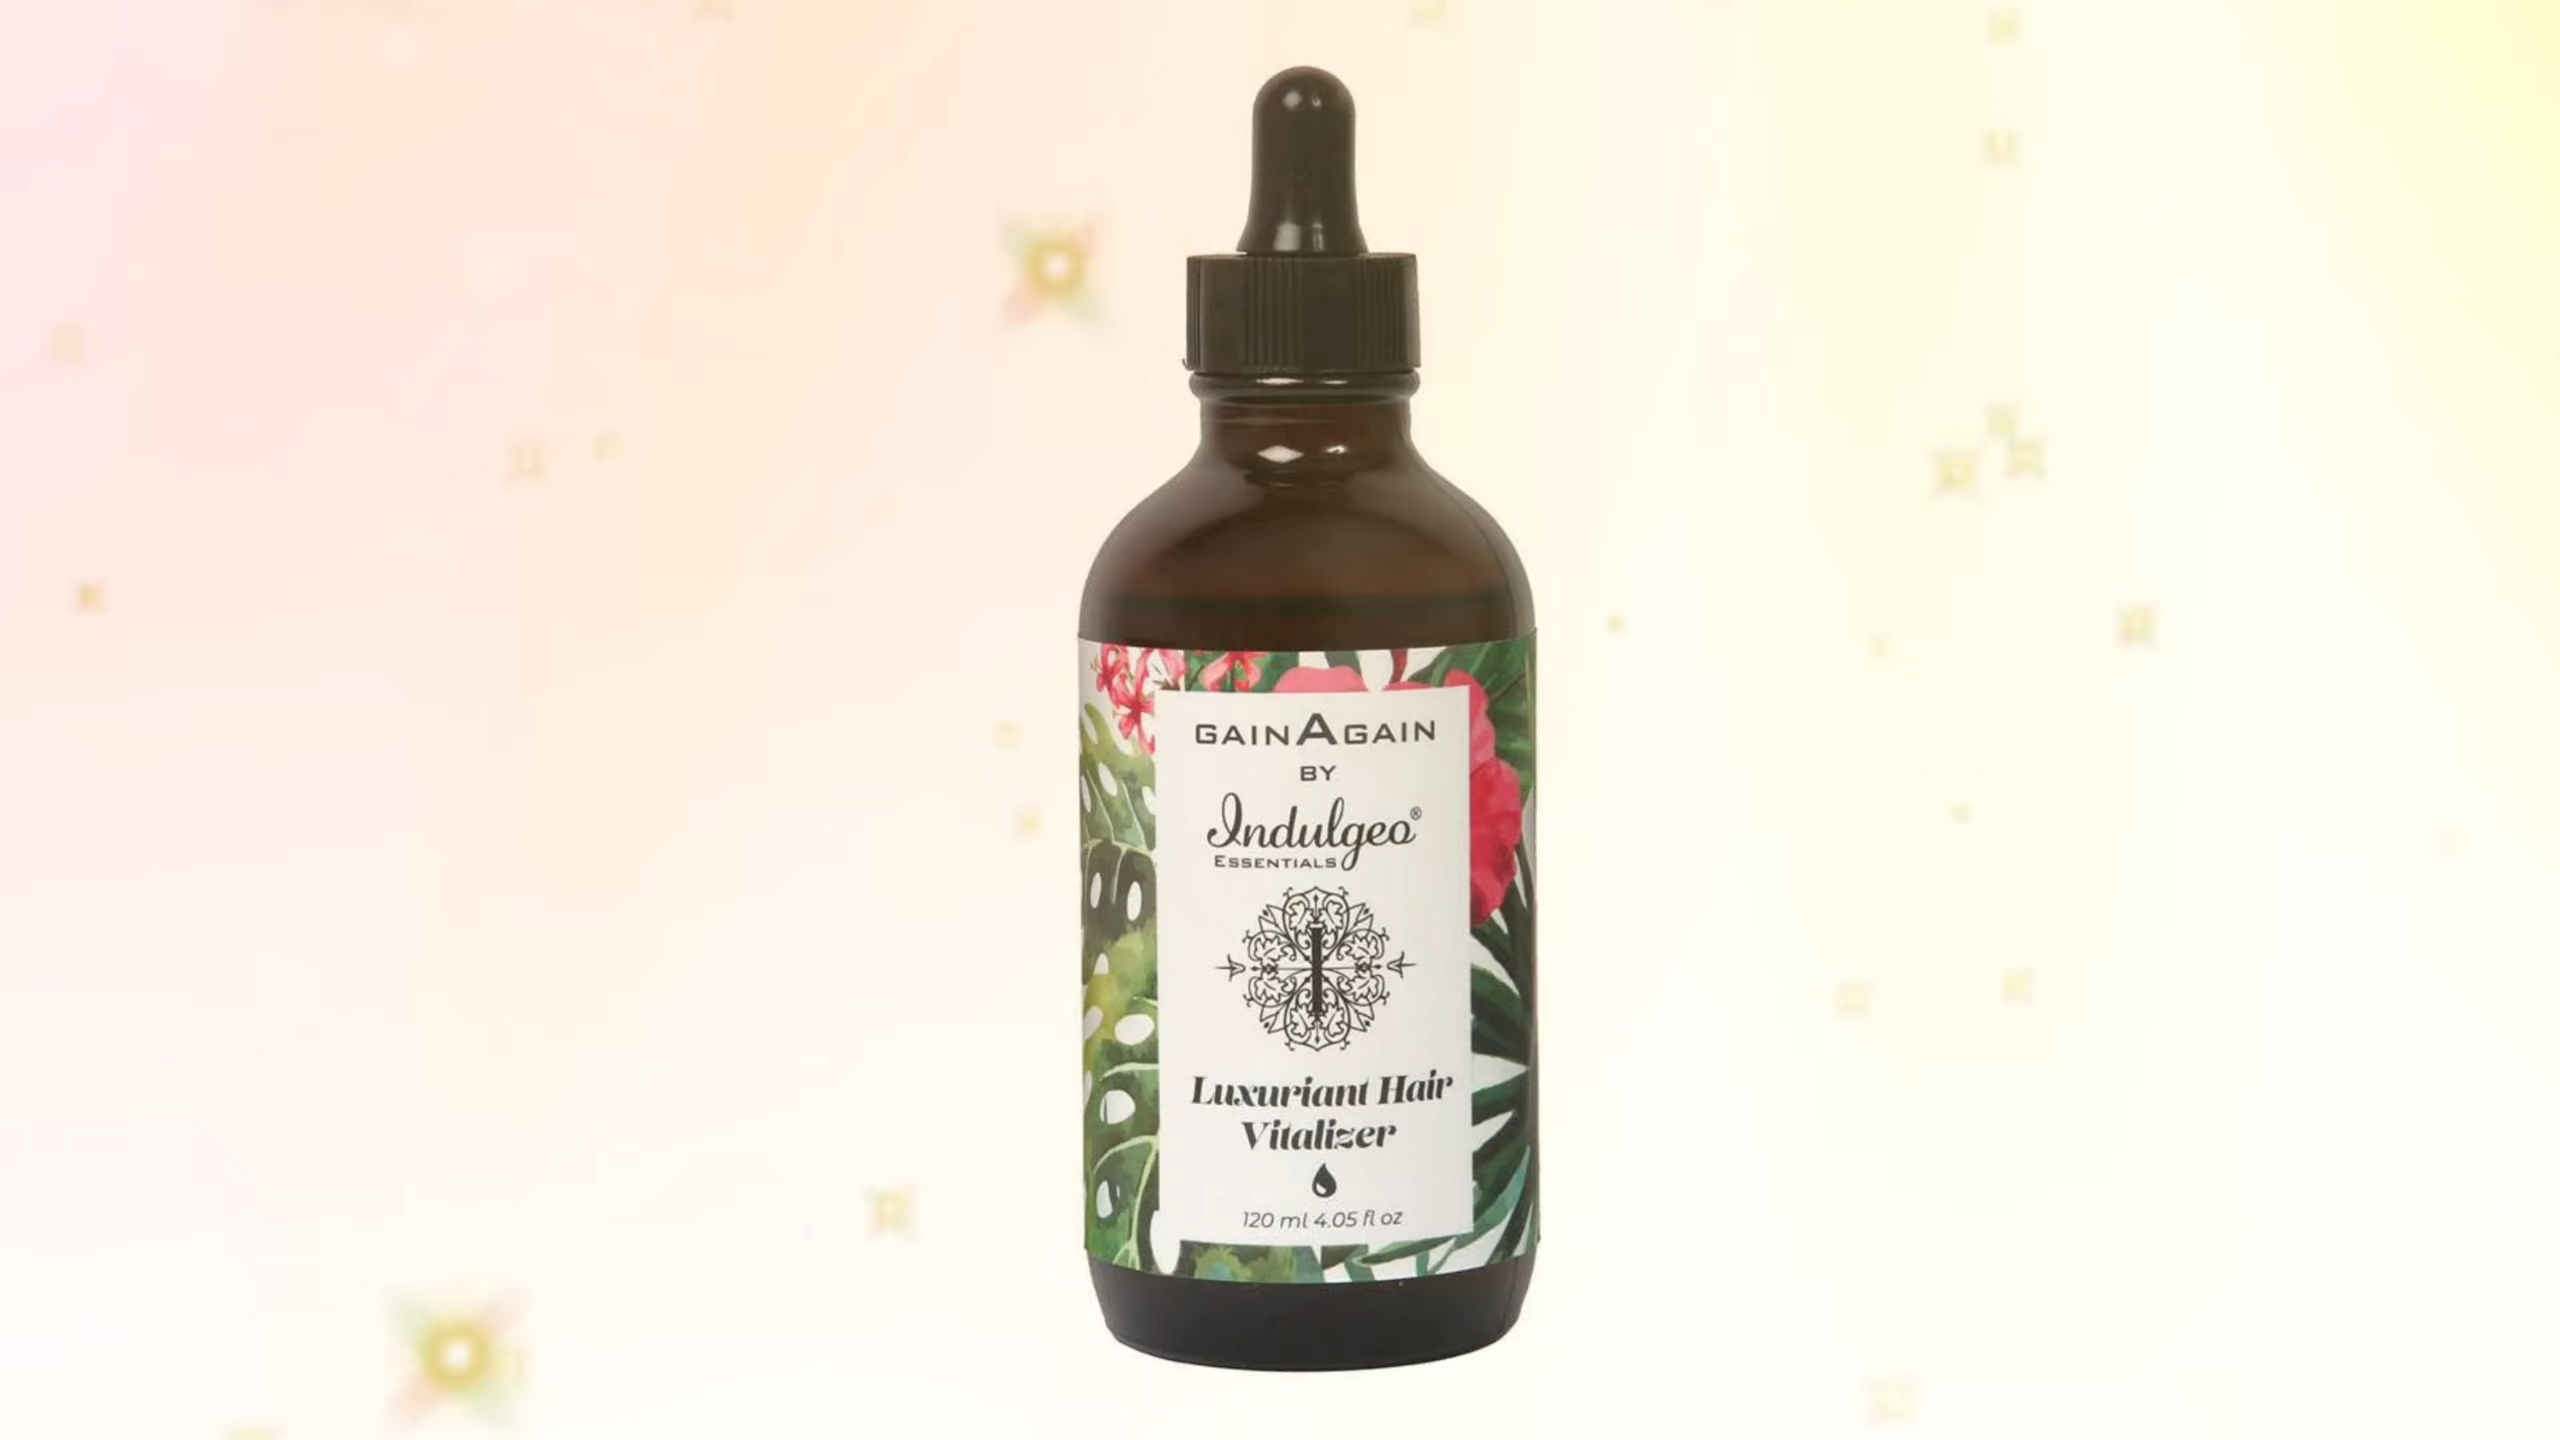 GAINAGAIN
BY
Indulgeo®
ESSENTIALS
Luxuriant Hair
Vitalizer
120 ml 4.05 fl oz